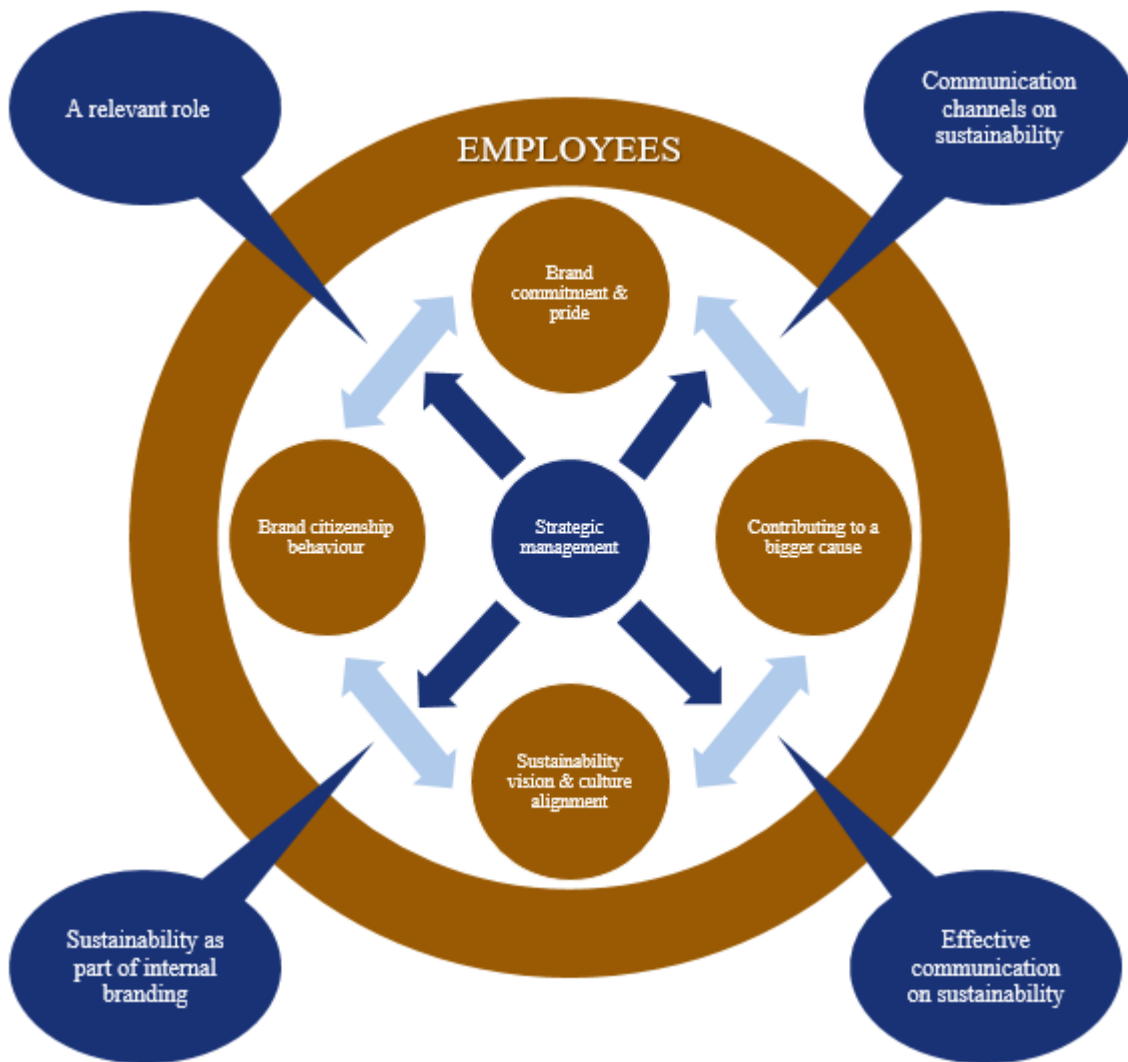 A relevant role
Communication
channels on
sustainability
EMPLOYEES
Brand
commitment &
pride
Brand citizenship
behaviour
Strategic
management
Contributing to a
bigger cause
Sustainability
vision & culture
alignment
Sustainability as
part of internal
branding
Effective
communication
on sustainability